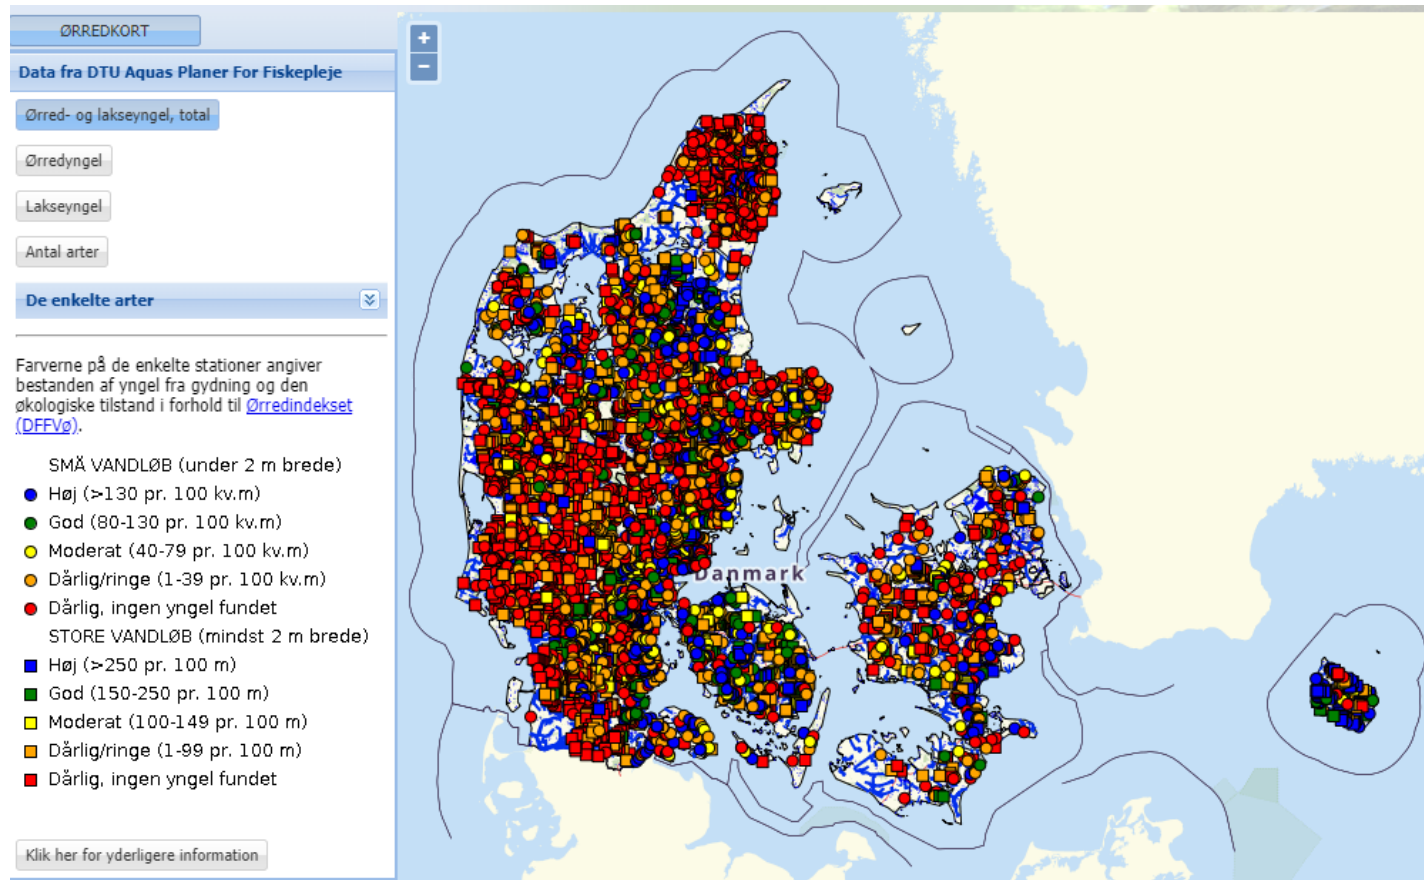 ØRREDKORT
Data fra DTU Aquas Planer For Fiskepleje
Ørred- og lakseyngel, total
Ørredyngel
Lakseyngel
Antal arter
De enkelte arter
Farverne på de enkelte stationer angiver
bestanden af yngel fra gydning og den
økologiske tilstand i forhold til Ørredindekset
(DFFVø).
SMÅ VANDLØB (under 2 m brede)
Høj (>130 pr. 100 kv.m)
God (80-130 pr. 100 kv.m)
Moderat (40-79 pr. 100 kv.m)
Dårlig/ringe (1-39 pr. 100 kv.m)
Dårlig, ingen yngel fundet
STORE VANDLØB (mindst 2 m brede)
Høj (>250 pr. 100 m)
God (150-250 pr. 100 m)
Moderat (100-149 pr. 100 m)
Dårlig/ringe (1-99 pr. 100 m)
Dårlig, ingen yngel fundet
Klik her for yderligere information
+
−
Danmark